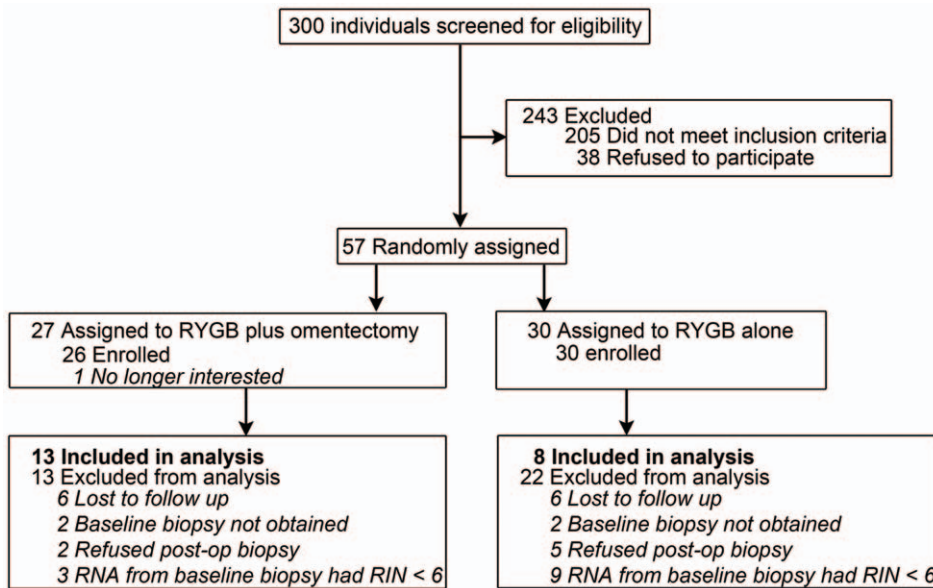 300 individuals screened for eligibility
243 Excluded
205 Did not meet inclusion criteria
38 Refused to participate
57 Randomly assigned
27 Assigned to RYGB plus omentectomy
26 Enrolled
1 No longer interested
30 Assigned to RYGB alone
30 enrolled
13 Included in analysis
13 Excluded from analysis
6 Lost to follow up
2 Baseline biopsy not obtained
2 Refused post-op biopsy
3 RNA from baseline biopsy had RIN < 6
8 Included in analysis
22 Excluded from analysis
6 Lost to follow up
2 Baseline biopsy not obtained
5 Refused post-op biopsy
9 RNA from baseline biopsy had RIN < 6